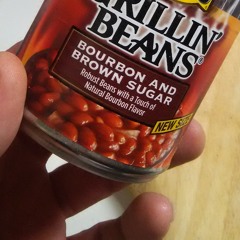 RILLIN'
BEANS®
BOURBON AND
BROWN SUGAR
Robust Beans with a Touch of
Natural Bourbon Flavor
NEW